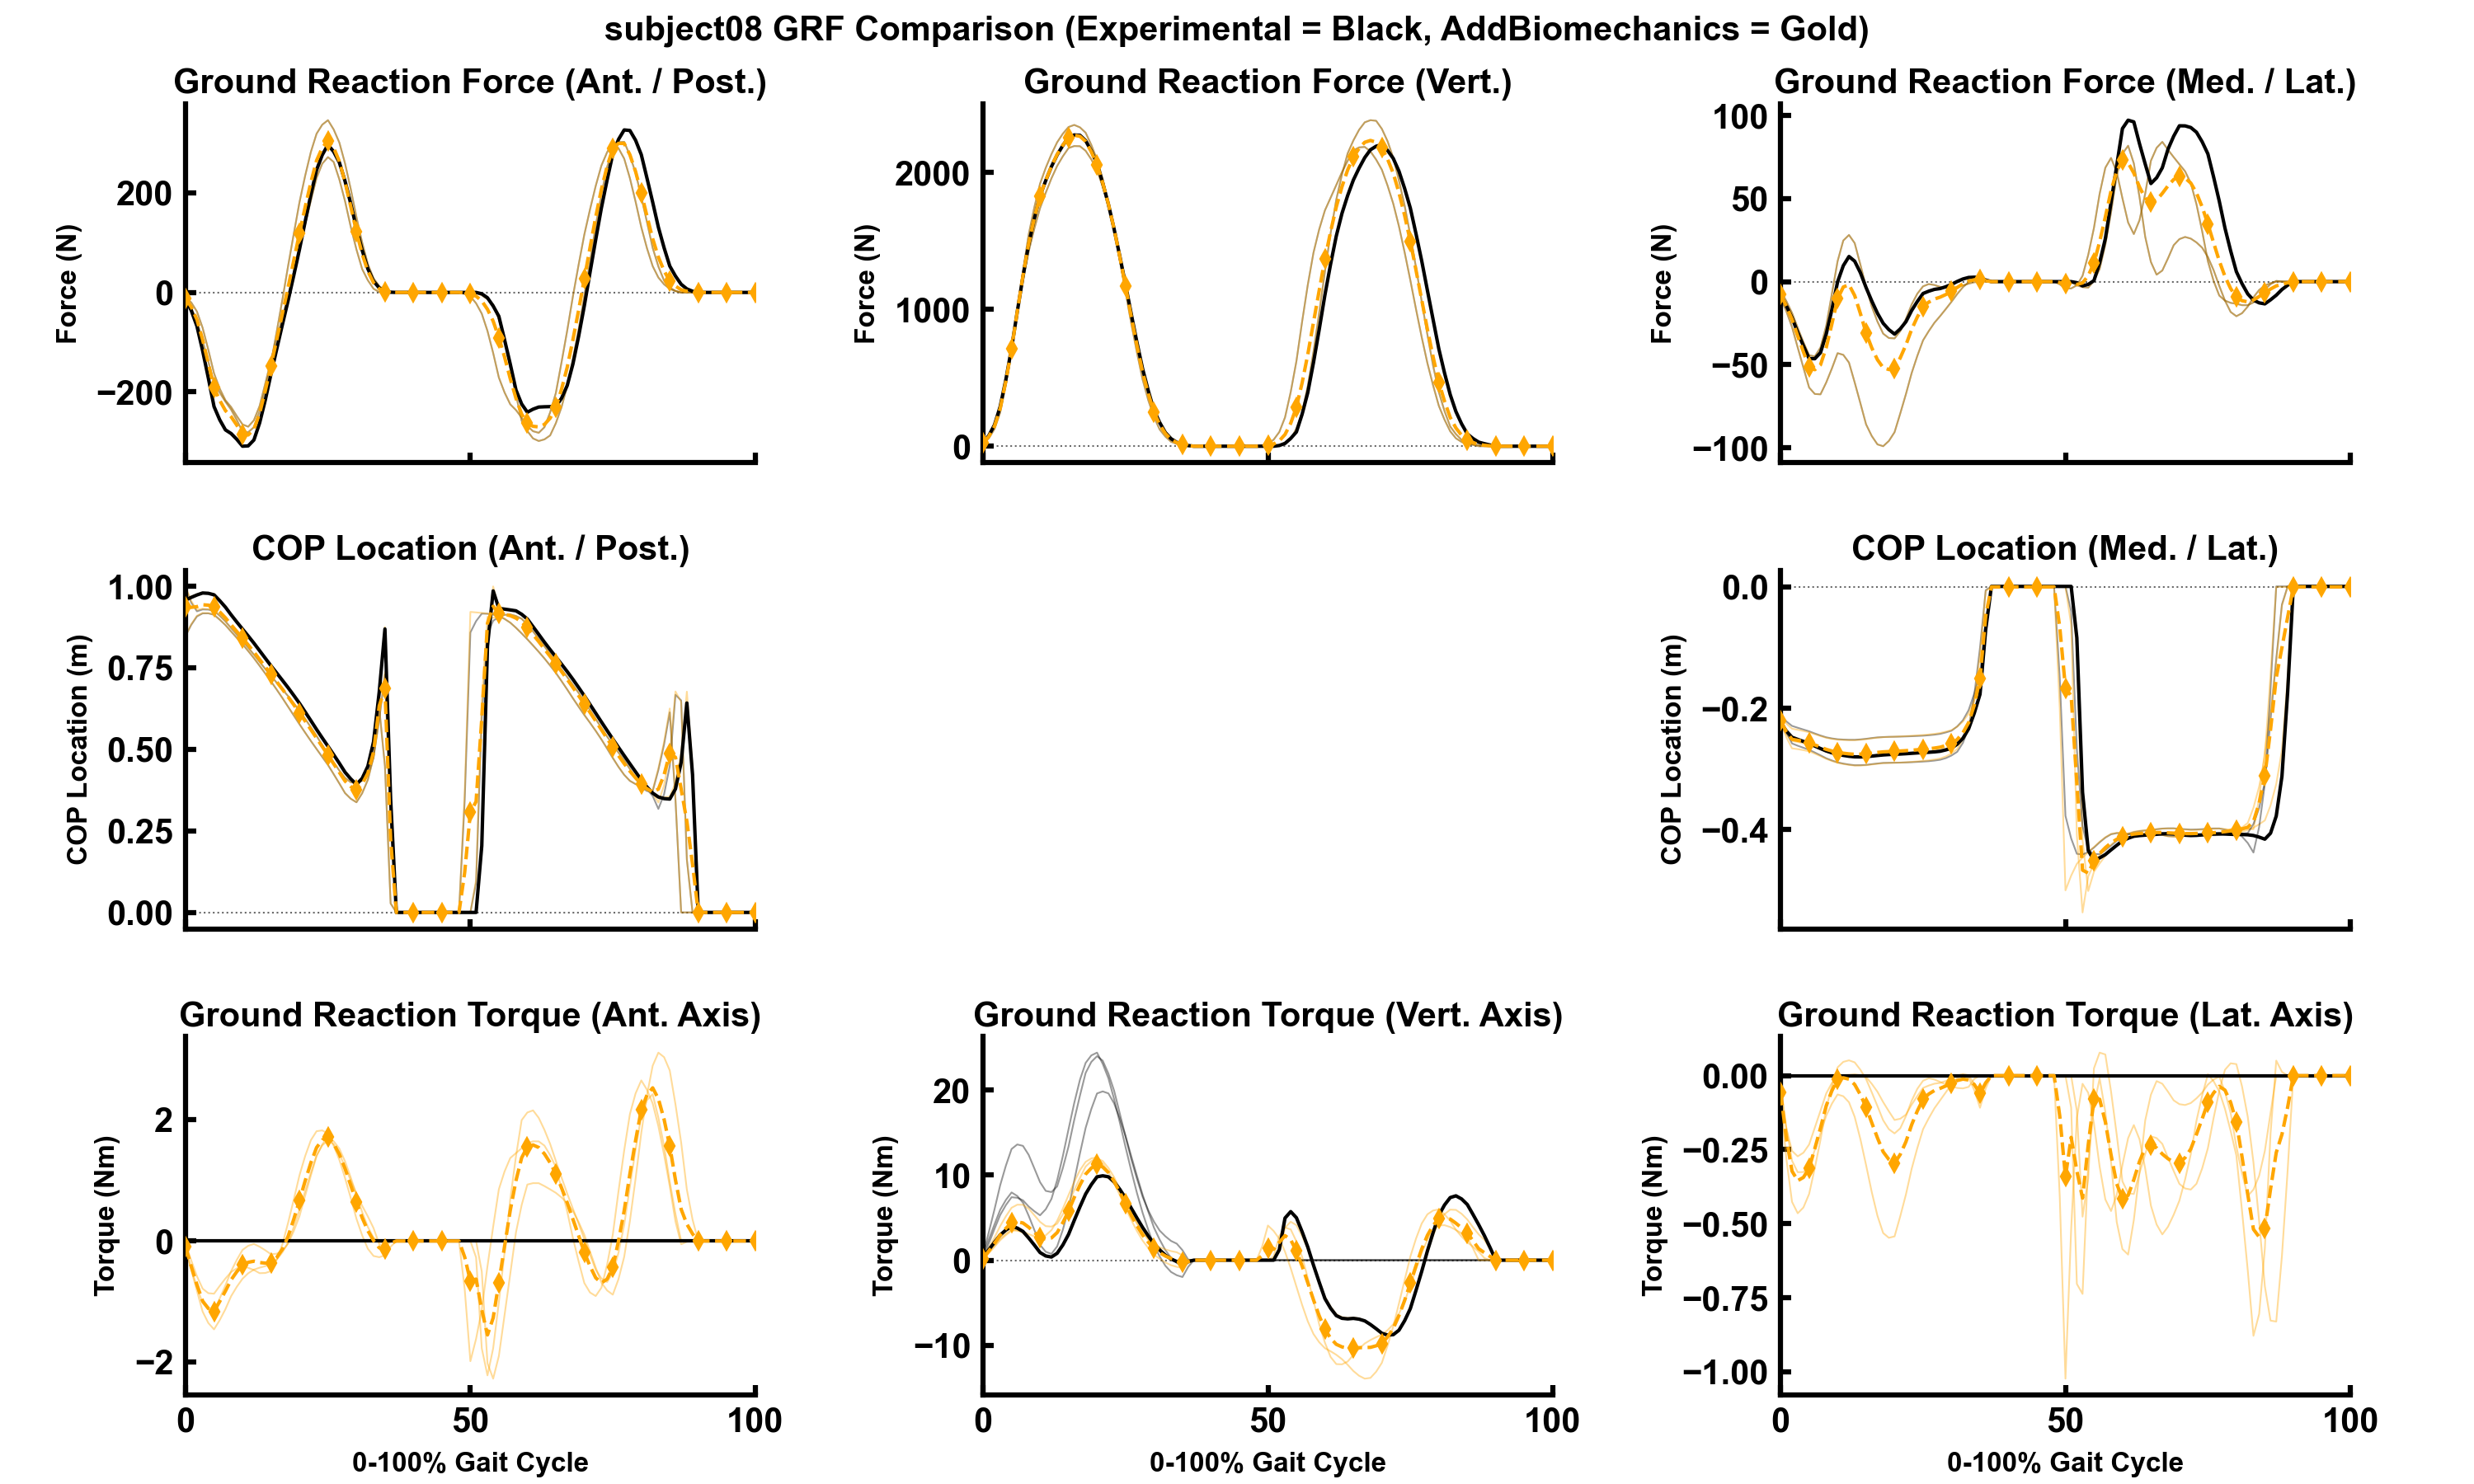 subject08 GRF Comparison (Experimental = Black, AddBiomechanics = Gold)
Ground Reaction Force (Ant. / Post.)
Ground Reaction Force (Vert.)
Ground Reaction Force (Med. / Lat.)
Force (N)
200
0
−200
Force (N)
2000
1000
0
Force (N)
100
50
0
−50
−100
COP Location (Ant. / Post.)
COP Location (Med. / Lat.)
COP Location (m)
1.00
0.75
0.50
0.25
0.00
COP Location (m)
0.0
−0.2
−0.4
Ground Reaction Torque (Ant. Axis)
Ground Reaction Torque (Vert. Axis)
Ground Reaction Torque (Lat. Axis)
Torque (Nm)
2
0
−2
0
50
100
0-100% Gait Cycle
Torque (Nm)
20
10
0
−10
0
50
100
0-100% Gait Cycle
Torque (Nm)
0.00
−0.25
−0.50
−0.75
−1.00
0
50
100
0-100% Gait Cycle